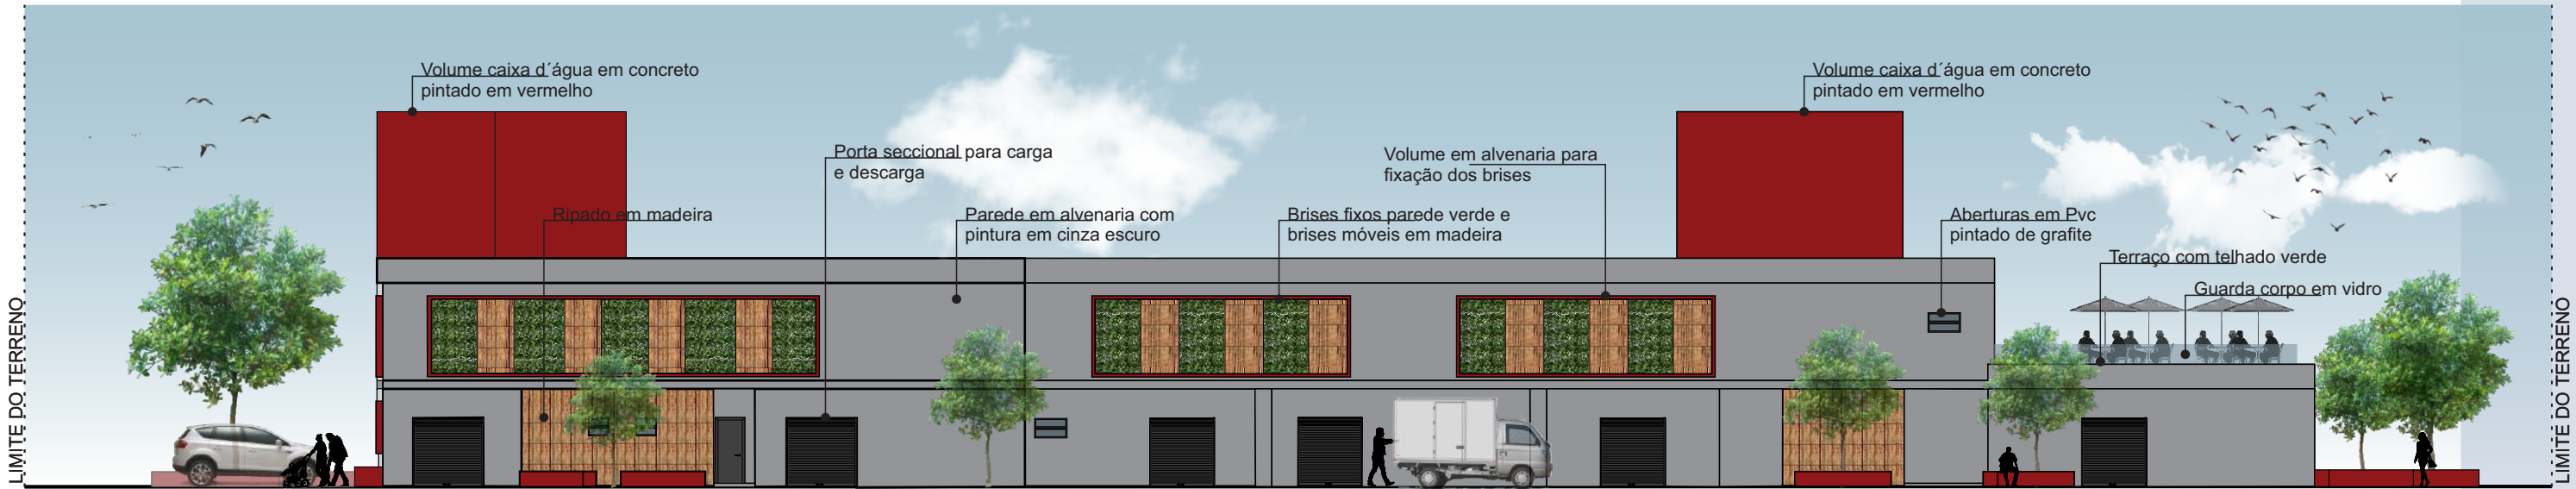 Volume caixa d´água em concreto
pintado em vermelho
Volume caixa d´água em concreto
pintado em vermelho
Porta seccional para carga
e descarga
Volume em alvenaria para
fixação dos brises
Ripado em madeira
Parede em alvenaria com
pintura em cinza escuro
Brises fixos parede verde e
brises móveis em madeira
Aberturas em Pvc
pintado de grafite
Terraço com telhado verde
Guarda corpo em vidro
LIMITE DO TERRENO
LIMITE DO TERRENO